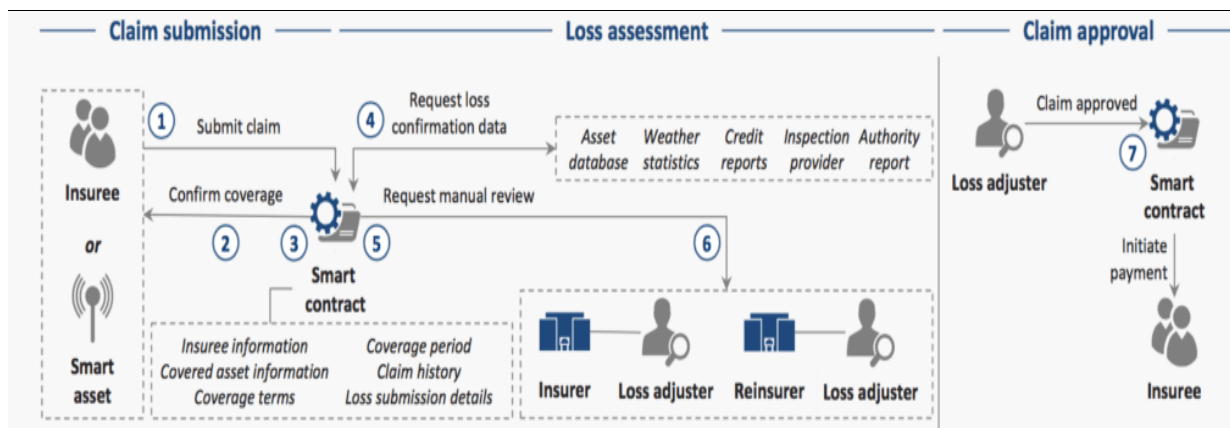 Claim submission
Loss assessment
Claim approval
1
Submit claim
Insuree
or
Smart
asset
Confirm coverage
2
3
Smart
contract
Insuree information
Covered asset information
Coverage terms
Coverage period
Claim history
Loss submission details
4
Request loss
confirmation data
Asset
database
Weather
statistics
Credit
reports
Inspection
provider
Authority
report
5
Request manual review
6
Insurer
Loss adjuster
Reinsurer
Loss adjuster
Loss adjuster
Claim approved
7
Smart
contract
Initiate
payment
Insuree